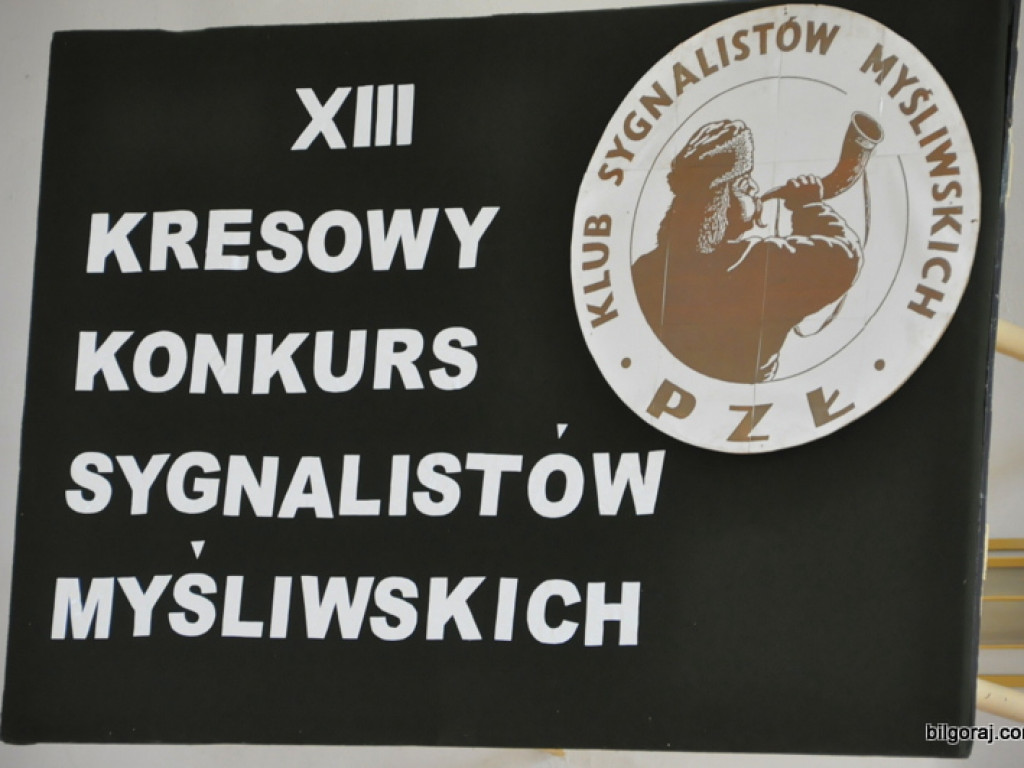 XIII
KRESOWY
KONKURS
SYGNALISTÓW
MYŚLIWSKICH
KLUB SYGNALISTÓW MYŚLIWSKICH
• PZŁ •
bilgoraj.com